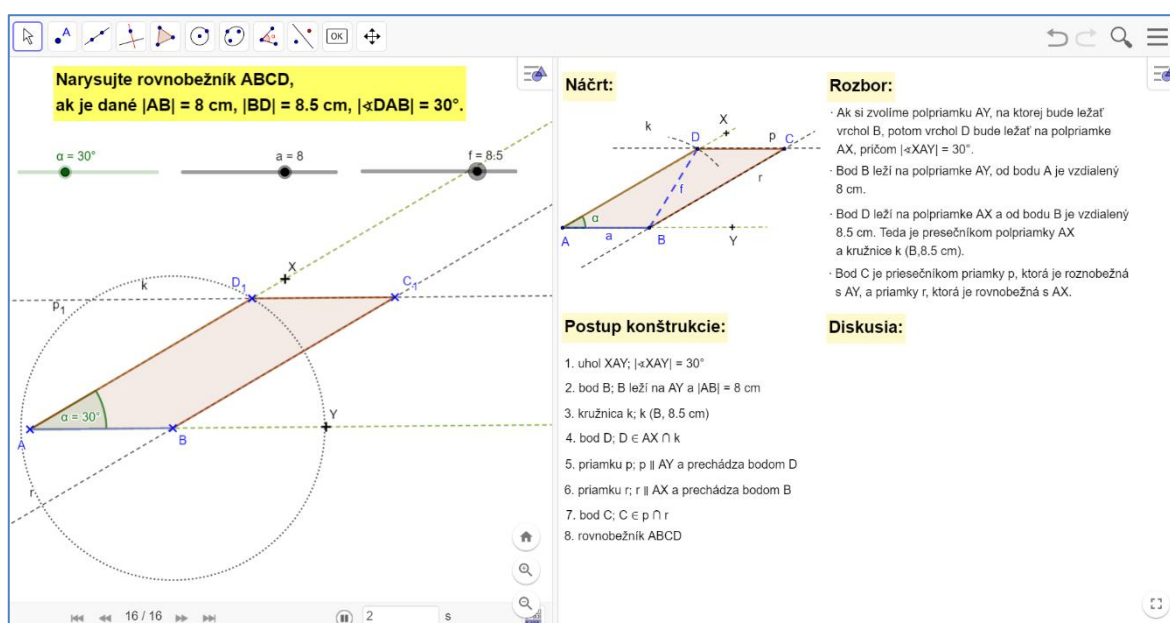 A
α
OK
Narysujte rovnobežník ABCD,
ak je dané |AB| = 8 cm, |BD| = 8.5 cm, |∢DAB| = 30°.
α = 30°
a = 8
f = 8.5
X
k
D₁
C₁
p₁
α = 30°
A
B
Y
r
16 / 16
2
s
Náčrt:
X
k
D
p
C
r
f
α
A
a
B
Y
Rozbor:
· Ak si zvolíme polpriamku AY, na ktorej bude ležať
vrchol B, potom vrchol D bude ležať na polpriamke
AX, pričom |∢XAY| = 30°.
· Bod B leží na polpriamke AY, od bodu A je vzdialený
8 cm.
· Bod D leží na polpriamke AX a od bodu B je vzdialený
8.5 cm. Teda je presečníkom polpriamky AX
a kružnice k (B,8.5 cm).
· Bod C je priesečníkom priamky p, ktorá je roznobežná
s AY, a priamky r, ktorá je rovnobežná s AX.
Postup konštrukcie:
1. uhol XAY; |∢XAY| = 30°
2. bod B; B leží na AY a |AB| = 8 cm
3. kružnica k; k (B, 8.5 cm)
4. bod D; D ∈ AX ∩ k
5. priamku p; p ∥ AY a prechádza bodom D
6. priamku r; r ∥ AX a prechádza bodom B
7. bod C; C ∈ p ∩ r
8. rovnobežník ABCD
Diskusia: